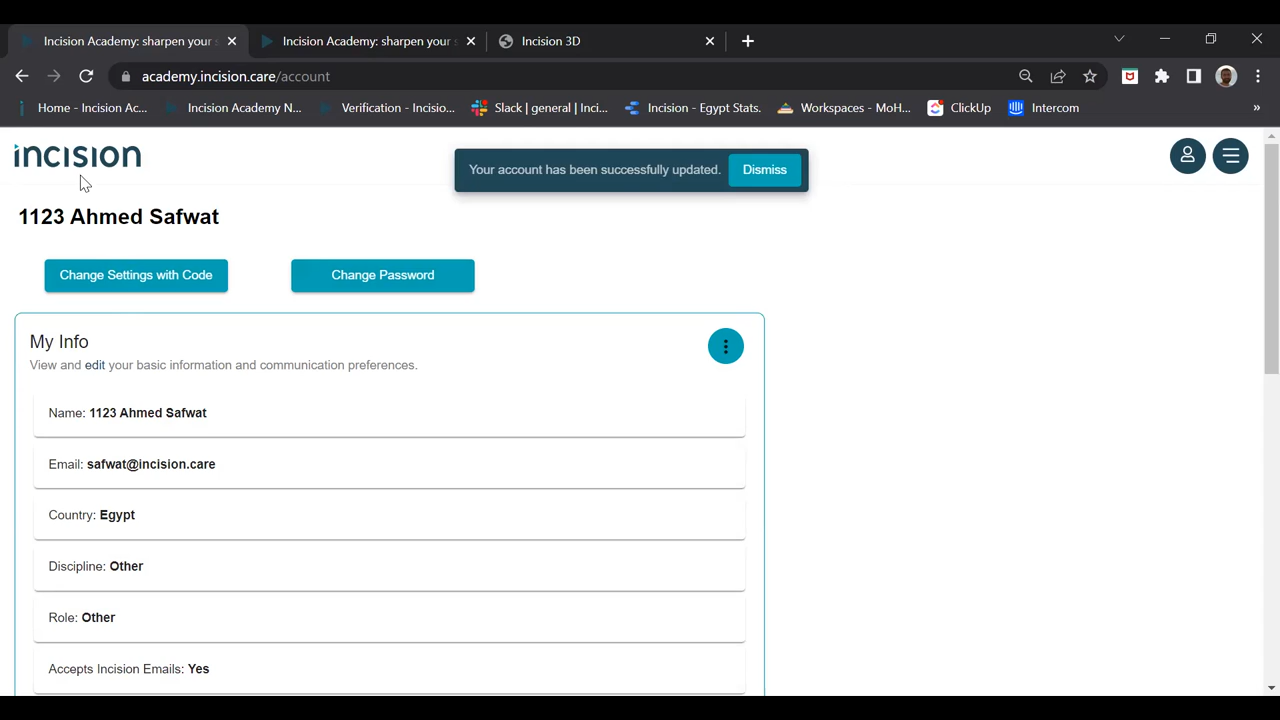 Incision Academy: sharpen your s
Incision Academy: sharpen your s
Incision 3D
academy.incision.care/account
Home - Incision Ac...
Incision Academy N...
Verification - Incisio...
Slack | general | Inci...
Incision - Egypt Stats.
Workspaces - MoH...
ClickUp
Intercom
»
incision
Your account has been successfully updated.
Dismiss
1123 Ahmed Safwat
Change Settings with Code
Change Password
My Info
View and edit your basic information and communication preferences.
Name: 1123 Ahmed Safwat
Email: safwat@incision.care
Country: Egypt
Discipline: Other
Role: Other
Accepts Incision Emails: Yes